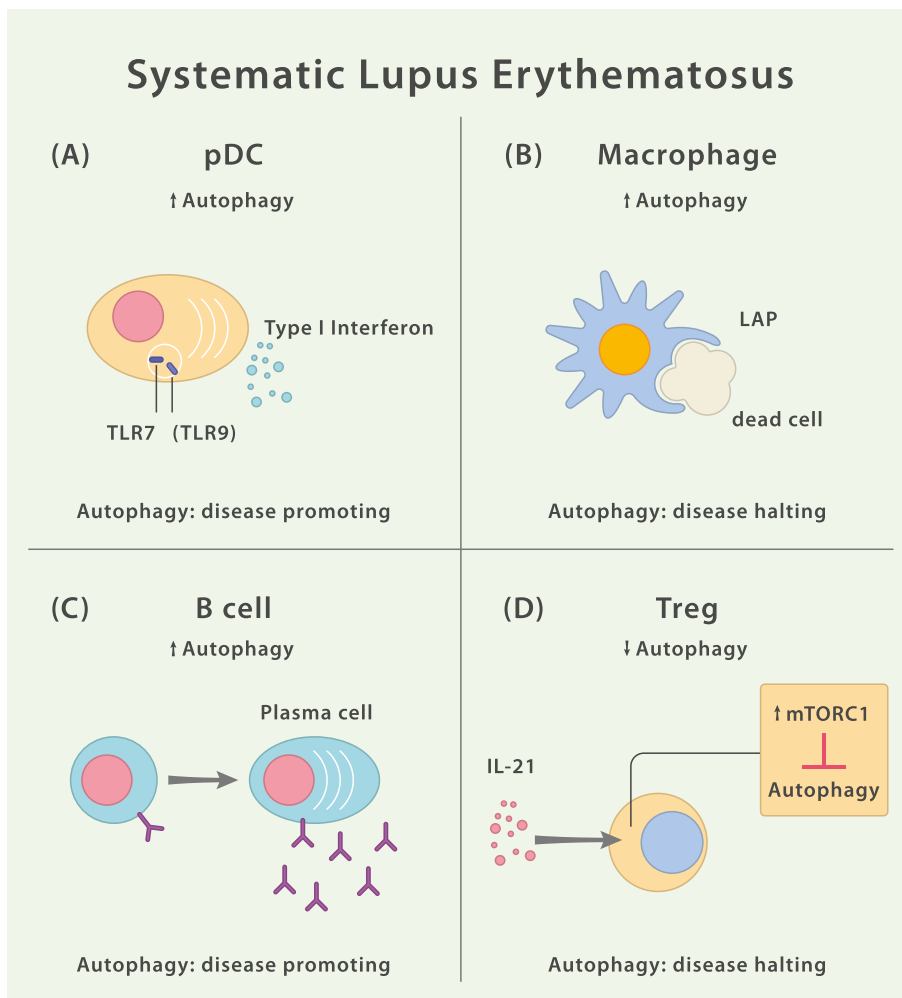 Systematic Lupus Erythematosus
(A) pDC
↑ Autophagy
Type I Interferon
TLR7 (TLR9)
Autophagy: disease promoting
(B) Macrophage
↑ Autophagy
LAP
dead cell
Autophagy: disease halting
(C) B cell
↑ Autophagy
Plasma cell
Autophagy: disease promoting
(D) Treg
↓ Autophagy
↑ mTORC1
Autophagy
IL-21
Autophagy: disease halting